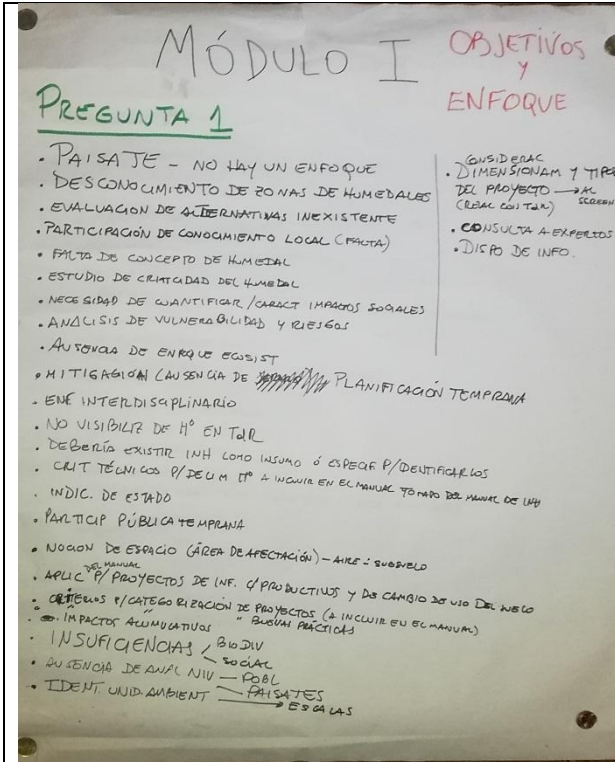 MÓDULO I
OBJETIVOS
Y
ENFOQUE
PREGUNTA 1
• PAISAJE - NO HAY UN ENFOQUE
• DESCONOCIMIENTO DE ZONAS DE HUMEDALES
• EVALUACION DE ALTERNATIVAS INEXISTENTE
• PARTICIPACIÓN DE CONOCIMIENTO LOCAL (FALTA)
• FALTA DE CONCEPTO DE HUMEDAL
• ESTUDIO DE CRITICIDAD DEL HUMEDAL
• NECESIDAD DE CUANTIFICAR / CARACT IMPACTOS SOCIALES
• ANÁLISIS DE VULNERABILIDAD Y RIESGOS
• AUSENCIA DE ENFOQUE ECOSIST
• MITIGACIÓN (AUSENCIA DE PLANIFICACIÓN TEMPRANA
• ENF INTERDISCIPLINARIO
• NO VISIBILIZ DE Hº EN TdR
• DEBERÍA EXISTIR INH COMO INSUMO Ó ESPECIF P/IDENTIFICARLOS
• CRIT TÉCNICOS P/DELIM Hº A INCLUIR EN EL MANUAL TOMADO DEL MANUAL DE INH
• INDIC. DE ESTADO
• PARTICIP PÚBLICA TEMPRANA
• NOCION DE ESPACIO (ÁREA DE AFECTACIÓN) - AIRE - SUBSUELO
• APLIC DEL MANUAL P/ PROYECTOS DE INF. C/ PRODUCTIVOS Y DE CAMBIO DE USO DEL SUELO
• CRITERIOS P/CATEGORIZACIÓN DE PROYECTOS (A INCLUIR EN EL MANUAL)
• " IMPACTOS ACUMULATIVOS " BUENAS PRÁCTICAS
• INSUFICIENCIAS BIODIV
SOCIAL
• AUSENCIA DE ANAL NIV - POBL
PAISAJES
• IDENT. UNID. AMBIENT → ESCALAS
CONSIDERAC
• DIMENSIONAM Y TIPO
DEL PROYECTO → AL
(RELAC CON TdR) SCREEN
• CONSULTA A EXPERTOS
• DISPO DE INFO.